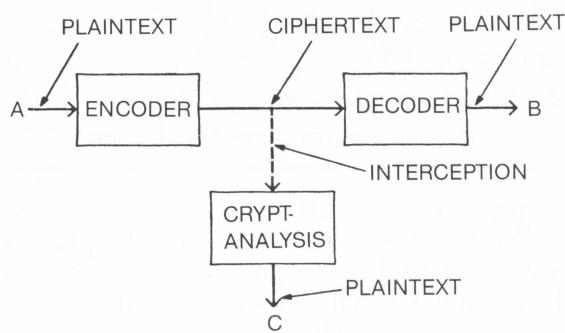 PLAINTEXT
CIPHERTEXT
PLAINTEXT
A
ENCODER
DECODER
B
INTERCEPTION
CRYPT-
ANALYSIS
PLAINTEXT
C